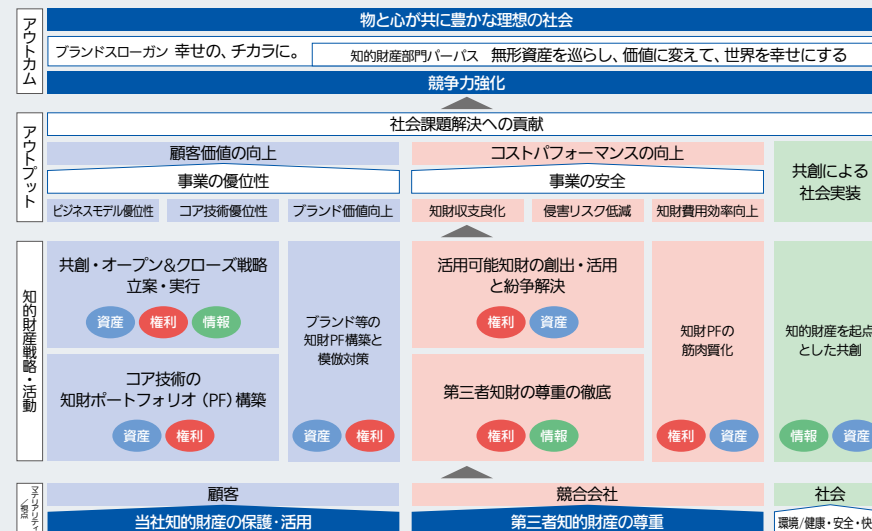 アウトカム
物と心が共に豊かな理想の社会
ブランドスローガン 幸せの、チカラに。
知的財産部門パーパス 無形資産を巡らし、価値に変えて、世界を幸せにする
競争力強化
アウトプット
社会課題解決への貢献
顧客価値の向上
コストパフォーマンスの向上
共創による
社会実装
事業の優位性
事業の安全
ビジネスモデル優位性
コア技術優位性
ブランド価値向上
知財収支良化
侵害リスク低減
知財費用効率向上
知的財産戦略・活動
共創・オープン&クローズ戦略
立案・実行
資産 権利 情報
コア技術の
知財ポートフォリオ（PF）構築
資産 権利
ブランド等の
知財PF構築と
模倣対策
資産 権利
活用可能知財の創出・活用
と紛争解決
権利 資産
第三者知財の尊重の徹底
権利 情報
知財PFの
筋肉質化
権利 資産
知的財産を起点
とした共創
情報 資産
マテリアリティ
／視点
顧客
競合会社
社会
当社知的財産の保護・活用
第三者知的財産の尊重
環境/健康・安全・快